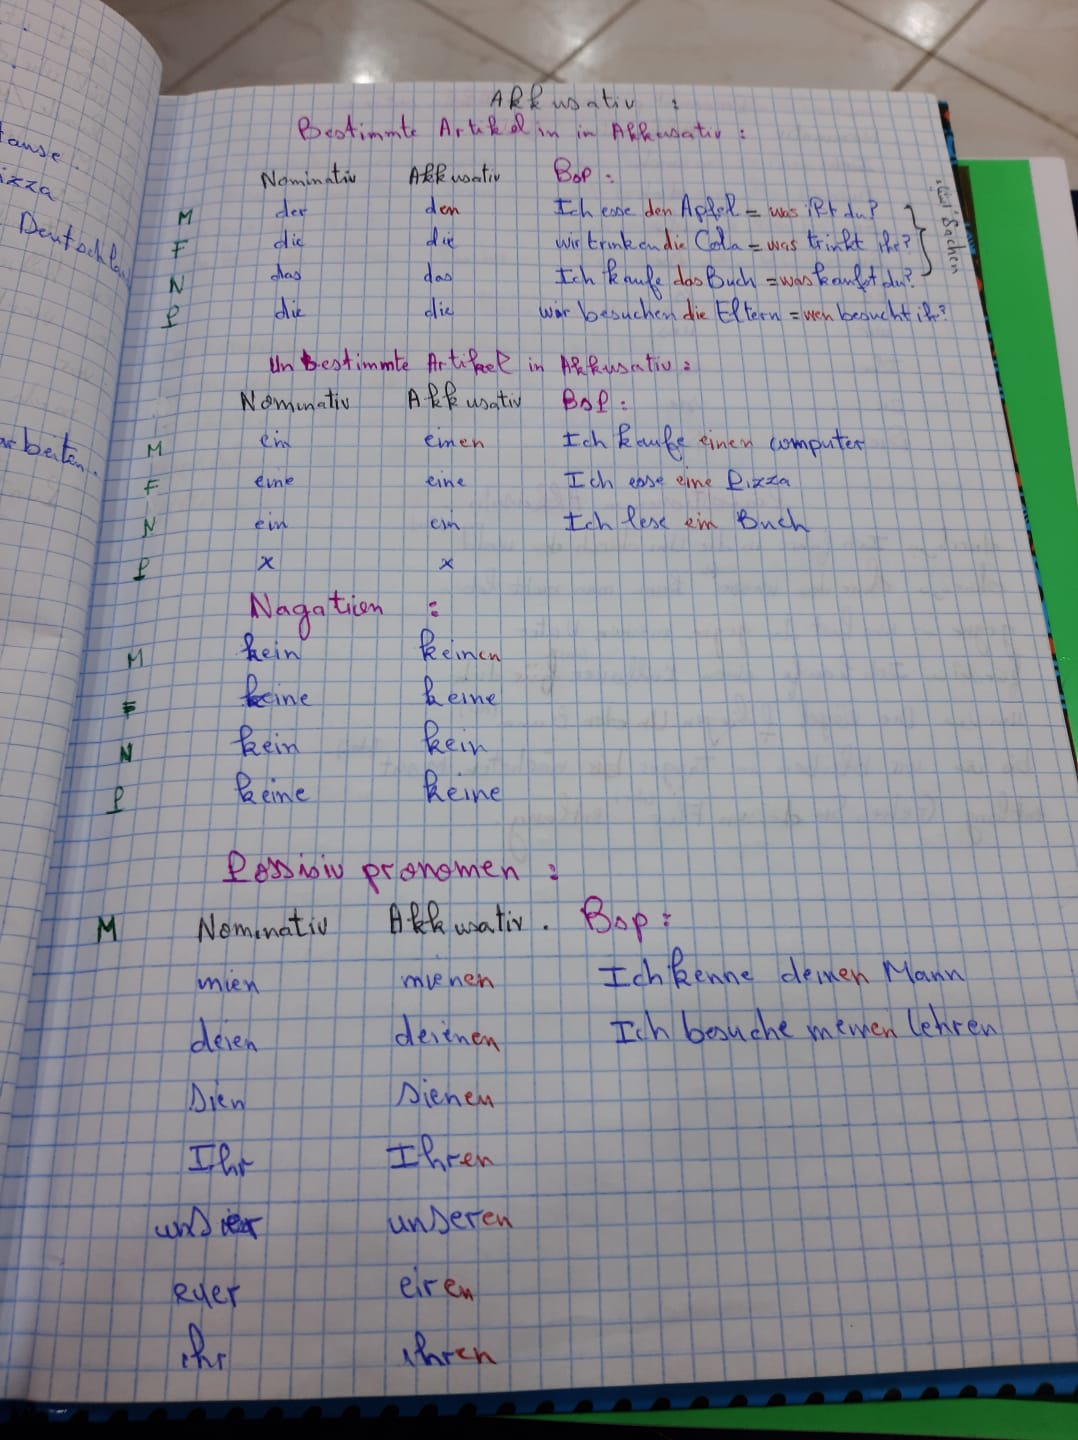 Akkusativ :
Bestimmte Artikel in in Akkusativ :
Nominativ Akkusativ Bsp :
M der den Ich esse den Apfel = was ißt du?
F die die wir trinken die Cola = was trinkt ihr?
N das das Ich kaufe das Buch = was kaufst du?
P die die wir besuchen die Eltern = wen besucht ihr?
Sachen
Un bestimmte Artikel in Akkusativ :
Nominativ Akkusativ Bsp :
M ein einen Ich kaufe einen computer
F eine eine Ich esse eine Pizza
N ein ein Ich lese ein Buch
P x x
Nagatien :
M kein keinen
F keine keine
N kein kein
P keine keine
Possisiv pronomen :
M Nominativ Akkusativ . Bsp :
mien mienen Ich kenne deinen Mann
deien deienen Ich besuche meinen lehren
sien sienen
Ihr Ihren
unser unseren
euer eiren
ihr ihren
izza
Deutschla
arbeiten.